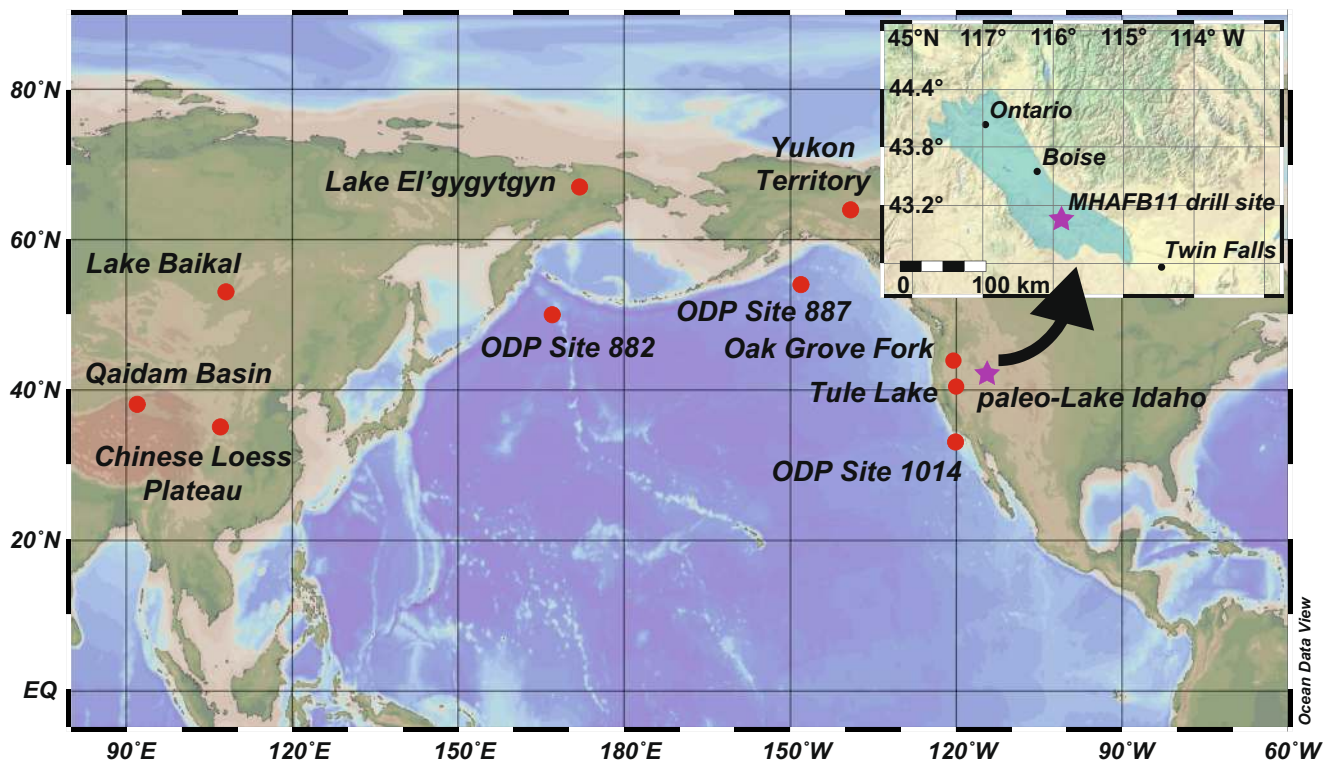 45°N 117° 116° 115° 114° W
44.4°
Ontario
43.8°
Boise
43.2°
MHAFB11 drill site
Twin Falls
0 100 km
80°N
60°N
40°N
20°N
EQ
Yukon
Territory
Lake El'gygytgyn
Lake Baikal
ODP Site 887
ODP Site 882
Oak Grove Fork
Qaidam Basin
Tule Lake
paleo-Lake Idaho
Chinese Loess
Plateau
ODP Site 1014
Ocean Data View
90°E 120°E 150°E 180°E 150°W 120°W 90°W 60°W